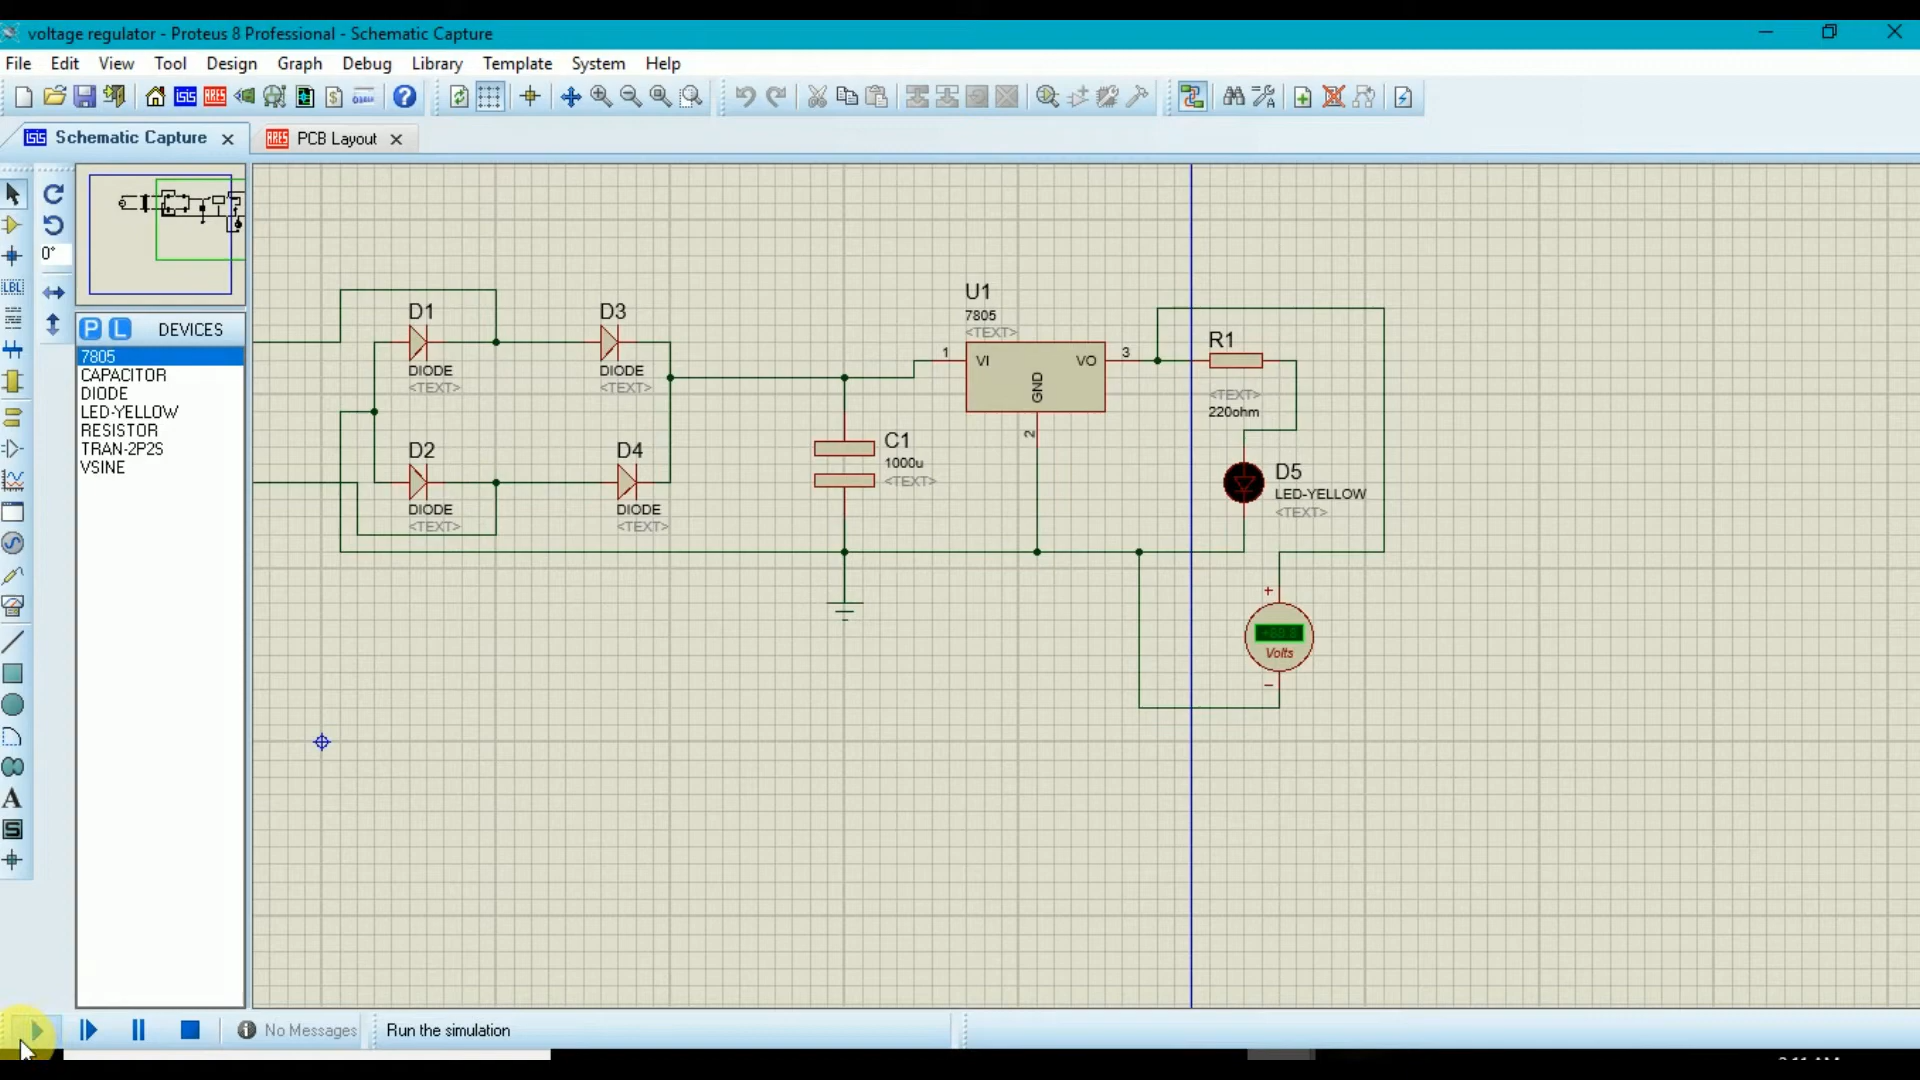 voltage regulator - Proteus 8 Professional - Schematic Capture
File Edit View Tool Design Graph Debug Library Template System Help
Schematic Capture
PCB Layout
LBL
0°
P L DEVICES
7805
CAPACITOR
DIODE
LED-YELLOW
RESISTOR
TRAN-2P2S
VSINE
A
S
D1
DIODE
<TEXT>
D3
DIODE
<TEXT>
D2
DIODE
<TEXT>
D4
DIODE
<TEXT>
C1
1000u
<TEXT>
U1
7805
<TEXT>
1
VI
VO
3
GND
2
R1
<TEXT>
220ohm
D5
LED-YELLOW
<TEXT>
+
Volts
−
No Messages
Run the simulation